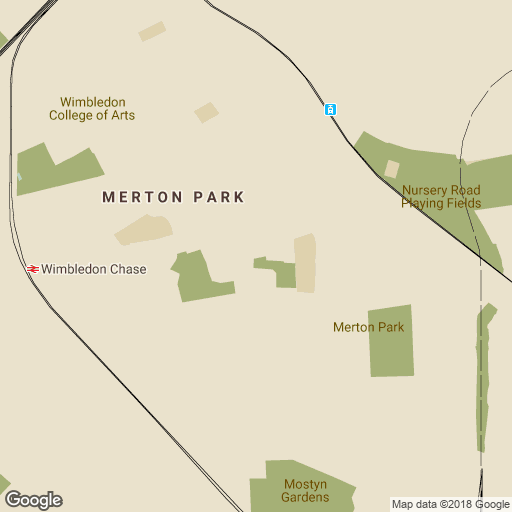 Wimbledon
College of Arts
MERTON PARK
Nursery Road
Playing Fields
Wimbledon Chase
Merton Park
Mostyn
Gardens
Google
Map data ©2018 Google